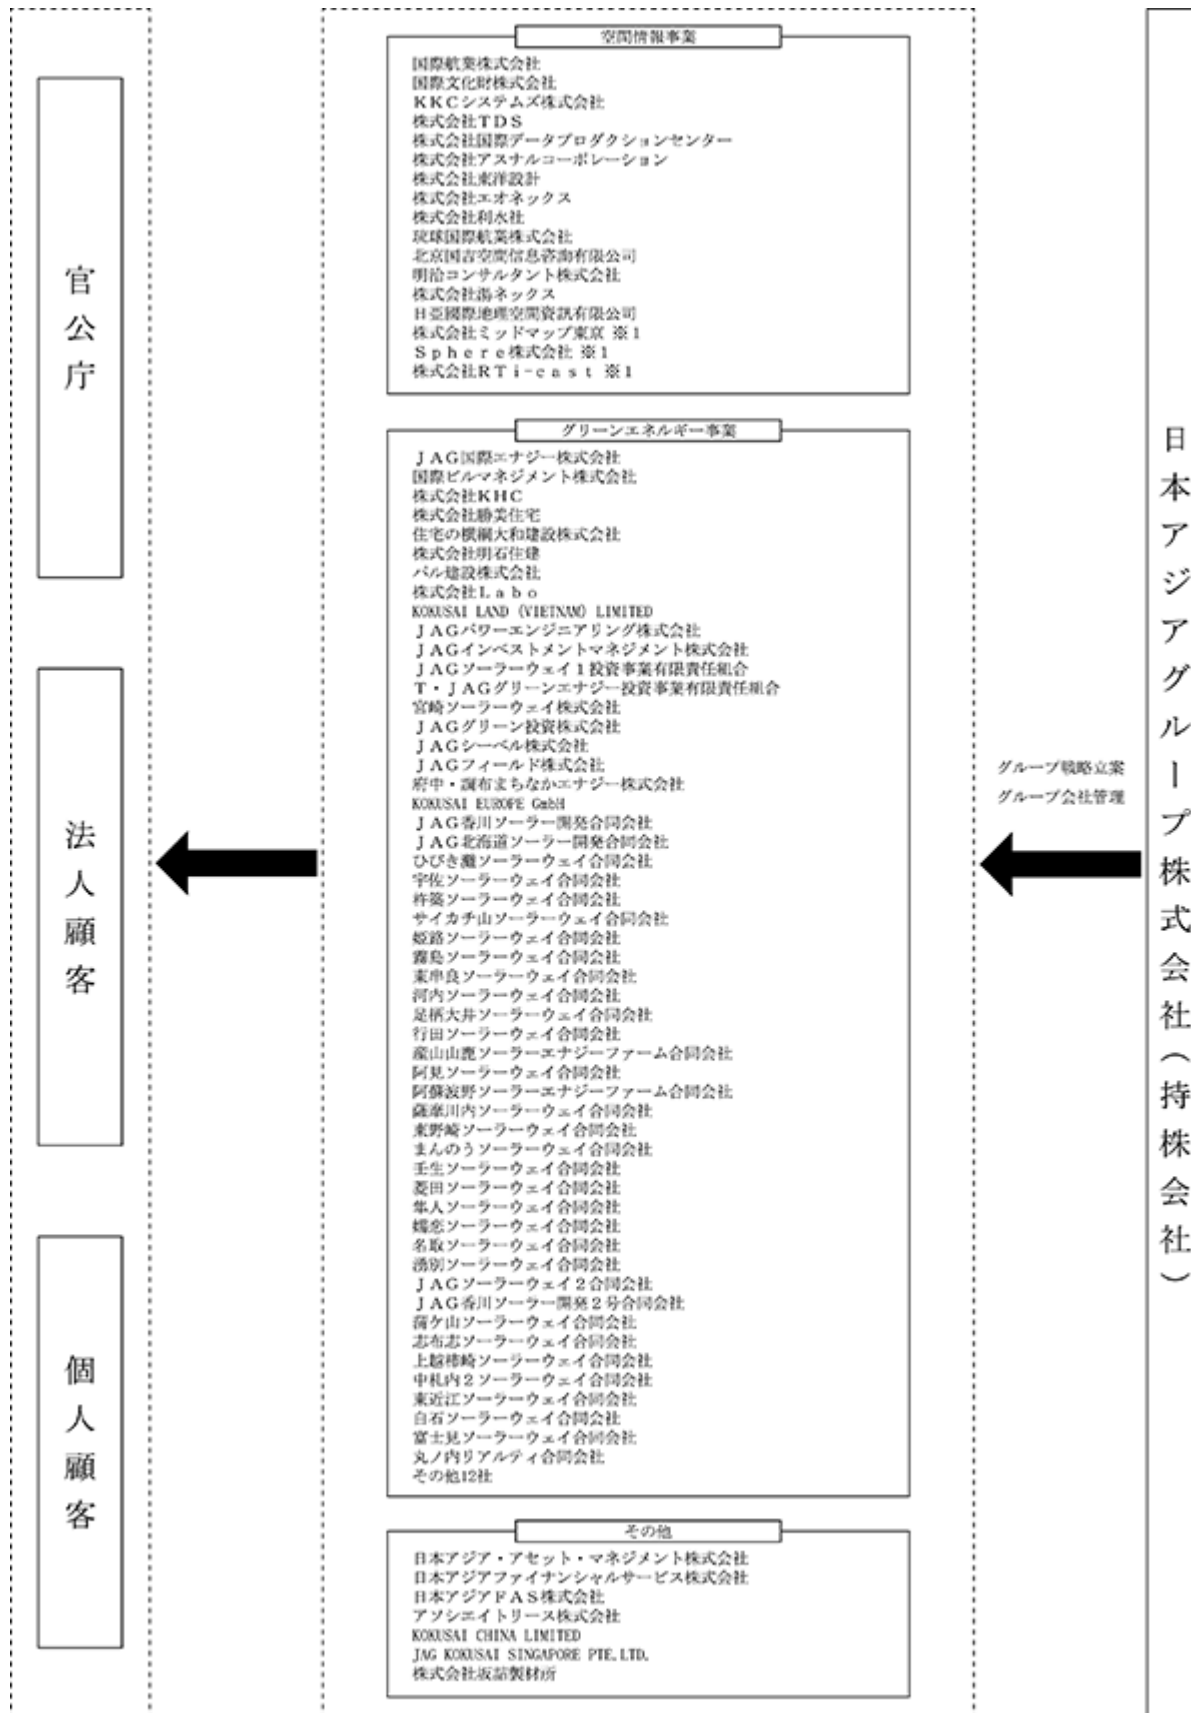 官公庁
法人顧客
個人顧客
空間情報事業
国際航業株式会社
国際文化財株式会社
KKCシステムズ株式会社
株式会社TDS
株式会社国際データプロダクションセンター
株式会社アスナルコーポレーション
株式会社東洋設計
株式会社エオネックス
株式会社利水社
琉球国際航業株式会社
北京国吉空間信息咨詢有限公司
明治コンサルタント株式会社
株式会社湯ネックス
日亜國際地理空間資訊有限公司
株式会社ミッドマップ東京 ※1
Sphere株式会社 ※1
株式会社RTi-cast ※1
グリーンエネルギー事業
JAG国際エナジー株式会社
国際ビルマネジメント株式会社
株式会社KHC
株式会社勝美住宅
住宅の横綱大和建設株式会社
株式会社明石住建
パル建設株式会社
株式会社Labo
KOKUSAI LAND (VIETNAM) LIMITED
JAGパワーエンジニアリング株式会社
JAGインベストメントマネジメント株式会社
JAGソーラーウェイ1投資事業有限責任組合
T・JAGグリーンエナジー投資事業有限責任組合
宮崎ソーラーウェイ株式会社
JAGグリーン投資株式会社
JAGシーベル株式会社
JAGフィールド株式会社
府中・調布まちなかエナジー株式会社
KOKUSAI EUROPE GmbH
JAG香川ソーラー開発合同会社
JAG北海道ソーラー開発合同会社
ひびき灘ソーラーウェイ合同会社
宇佐ソーラーウェイ合同会社
杵築ソーラーウェイ合同会社
サイカチ山ソーラーウェイ合同会社
姫路ソーラーウェイ合同会社
霧島ソーラーウェイ合同会社
東串良ソーラーウェイ合同会社
河内ソーラーウェイ合同会社
足柄大井ソーラーウェイ合同会社
行田ソーラーウェイ合同会社
産山山鹿ソーラーエナジーファーム合同会社
阿見ソーラーウェイ合同会社
阿蘇波野ソーラーエナジーファーム合同会社
薩摩川内ソーラーウェイ合同会社
東野崎ソーラーウェイ合同会社
まんのうソーラーウェイ合同会社
壬生ソーラーウェイ合同会社
菱田ソーラーウェイ合同会社
隼人ソーラーウェイ合同会社
嬬恋ソーラーウェイ合同会社
名取ソーラーウェイ合同会社
湧別ソーラーウェイ合同会社
JAGソーラーウェイ2合同会社
JAG香川ソーラー開発2号合同会社
蒲ケ山ソーラーウェイ合同会社
志布志ソーラーウェイ合同会社
上越柿崎ソーラーウェイ合同会社
中札内2ソーラーウェイ合同会社
東近江ソーラーウェイ合同会社
白石ソーラーウェイ合同会社
富士見ソーラーウェイ合同会社
丸ノ内リアルティ合同会社
その他12社
その他
日本アジア・アセット・マネジメント株式会社
日本アジアファイナンシャルサービス株式会社
日本アジアFAS株式会社
アソシエイトリース株式会社
KOKUSAI CHINA LIMITED
JAG KOKUSAI SINGAPORE PTE.LTD.
株式会社坂詰製材所
グループ戦略立案
グループ会社管理
日本アジアグループ株式会社(持株会社)